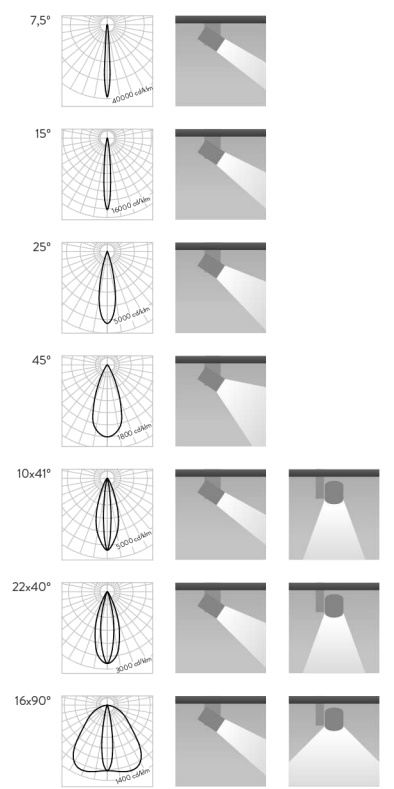 7,5°
40000 cd/klm
15°
16000 cd/klm
25°
5000 cd/klm
45°
1800 cd/klm
10x41°
5000 cd/klm
22x40°
3000 cd/klm
16x90°
1400 cd/klm